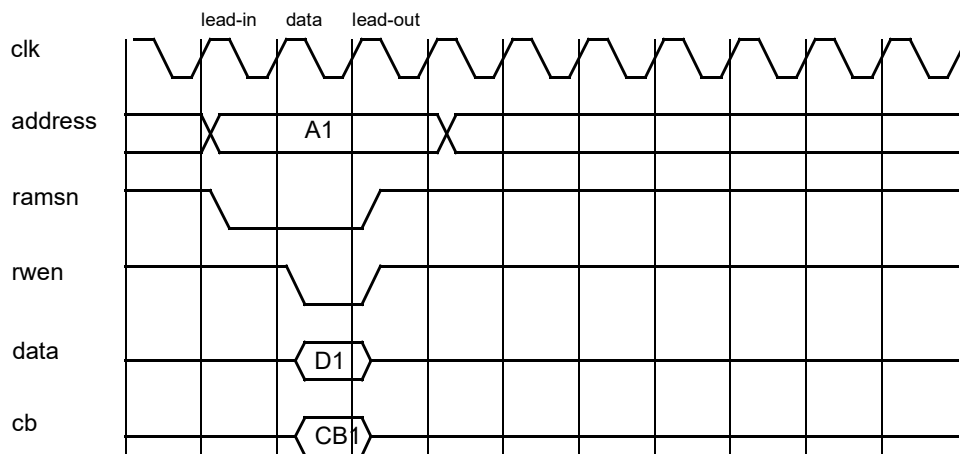 lead-in data lead-out
clk
address A1
ramsn
rwen
data D1
cb CB1